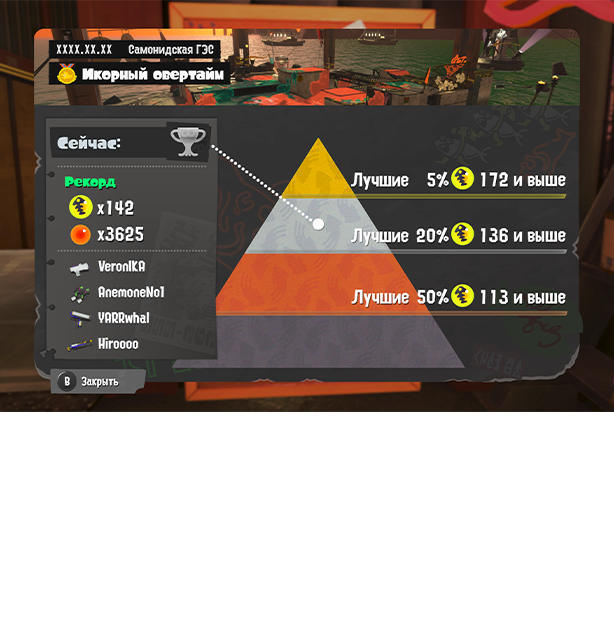 XXXX.XX.XX Самонидская ГЭС
Икорный овертайм
Сейчас:
Рекорд
x142
x3625
VeronIKA
AnemoneNo1
YARRwhal
Hiroooo
Лучшие 5% 172 и выше
Лучшие 20% 136 и выше
Лучшие 50% 113 и выше
B Закрыть